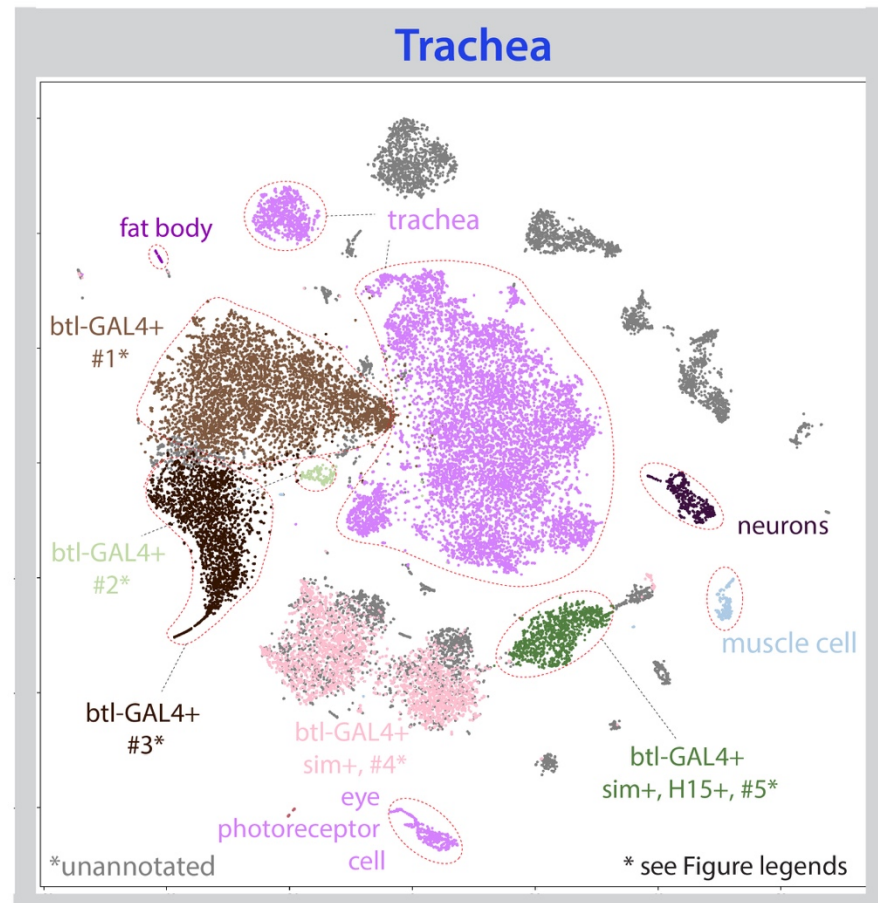 Trachea
trachea
fat body
btl-GAL4+
#1*
btl-GAL4+
#2*
neurons
muscle cell
btl-GAL4+
#3*
btl-GAL4+
sim+, #4*
btl-GAL4+
sim+, H15+, #5*
eye
photoreceptor
cell
*unannotated
* see Figure legends